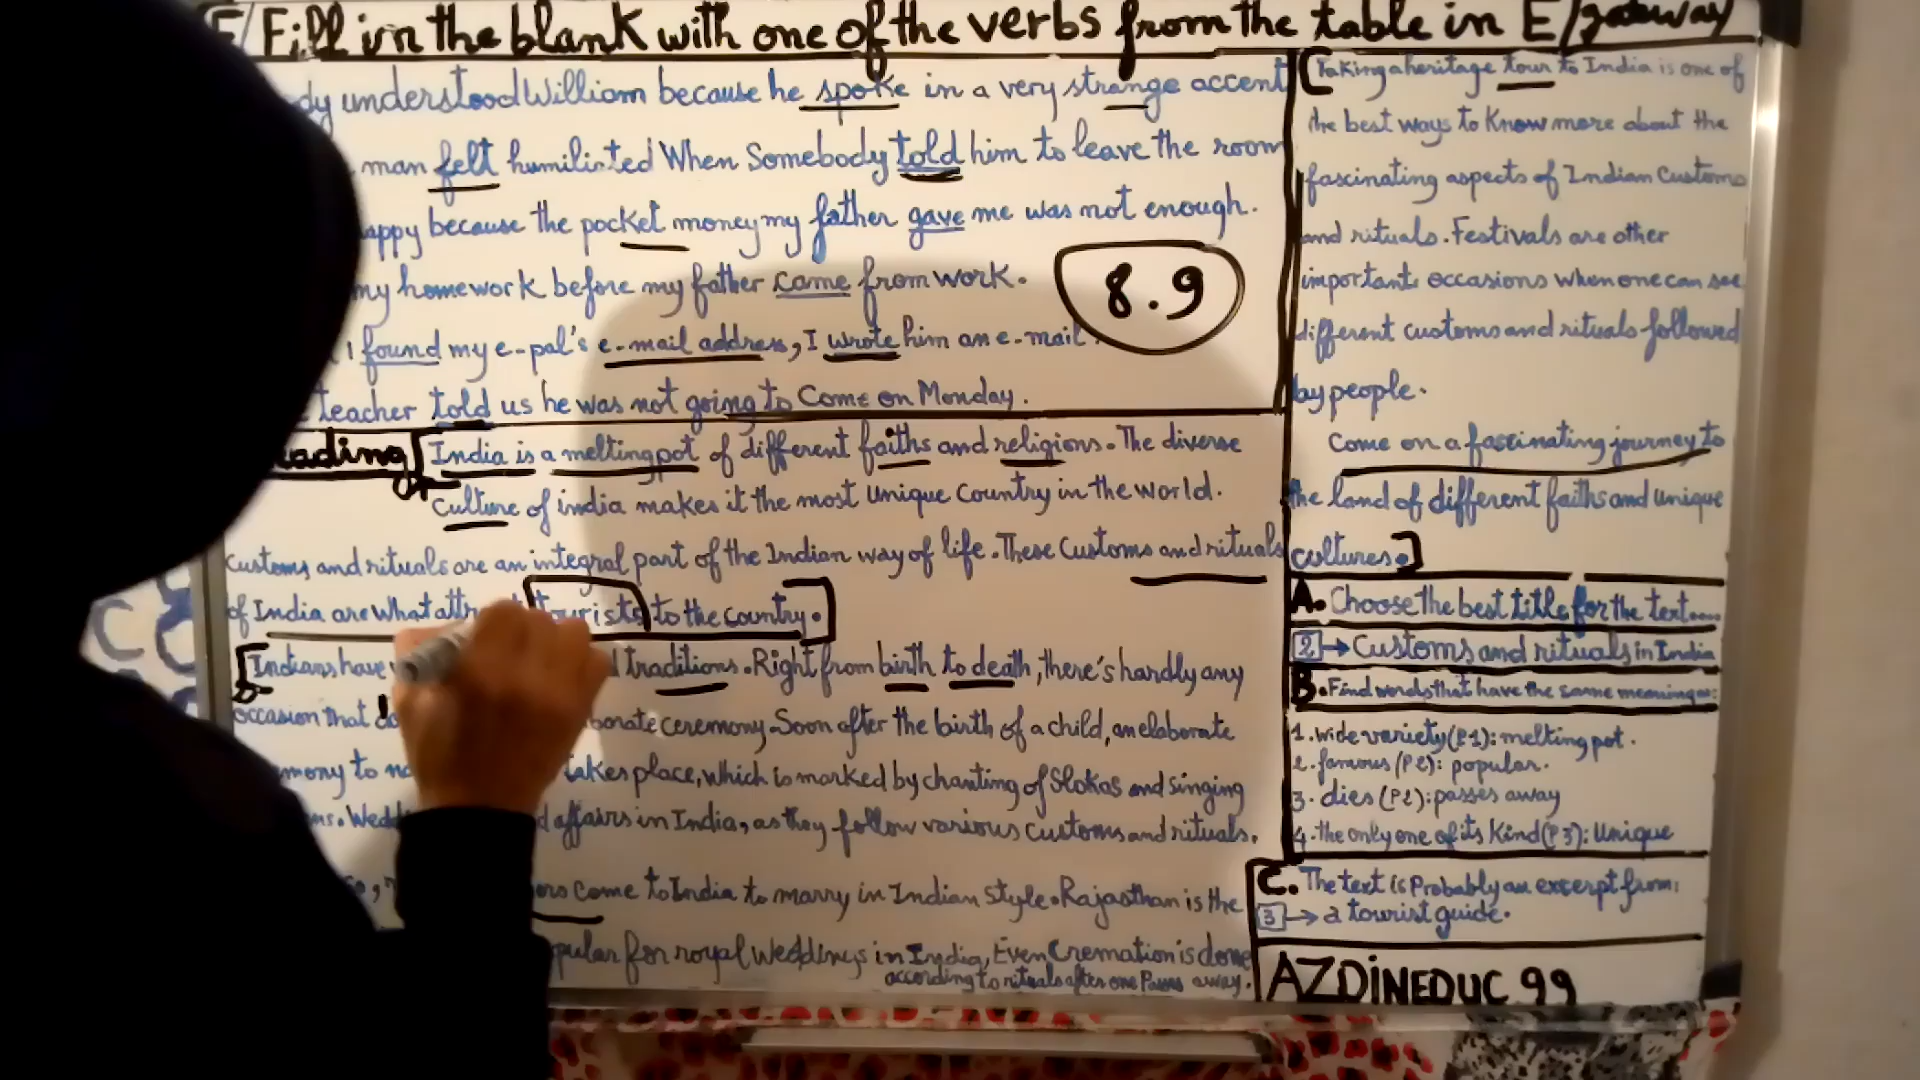 F/ Fill in the blank with one of the verbs from the table in E/gateway
understood William because he spoke in a very strange accent
man felt humilinted When Somebody told him to leave the room
because the pocket money my father gave me was not enough.
my homework before my father came from work.
I found my e-pal's e-mail address, I wrote him an e-mail.
teacher told us he was not going to Come on Monday.
8.9
India is a melting pot of different faiths and religions. The diverse
Culture of india makes it the most Unique Country in the world.
Customs and rituals are an integral part of the Indian way of life. These Customs and rituals
of India are what tourists to the country.
Indians have traditions. Right from birth to death, there's hardly any
occasion that ceremony. Soon after the birth of a child, an elaborate
to takes place, which is marked by chanting of Slokas and singing
affairs in India, as they follow various customs and rituals.
come to India to marry in Indian style. Rajasthan is the
for royal weddings in India, Even Cremation is done
according to rituals after one Passes away.
Taking a heritage tour to India is one of
the best ways to Know more about the
fascinating aspects of Indian Customs
and rituals. Festivals are other
important occasions when one can see
different customs and rituals followed
by people.
Come on a fascinating journey to
the land of different faiths and unique
cultures.
A. Choose the best title for the text....
2 → Customs and rituals in India
B. Find words that have the same meaning as:
1. wide variety (P1): melting pot.
2. famous (P2): popular.
3. dies (P2): passes away
4. the only one of its Kind (P3): Unique
C. The text is Probably an excerpt from:
3 → a tourist guide.
AZDINEDUC 99